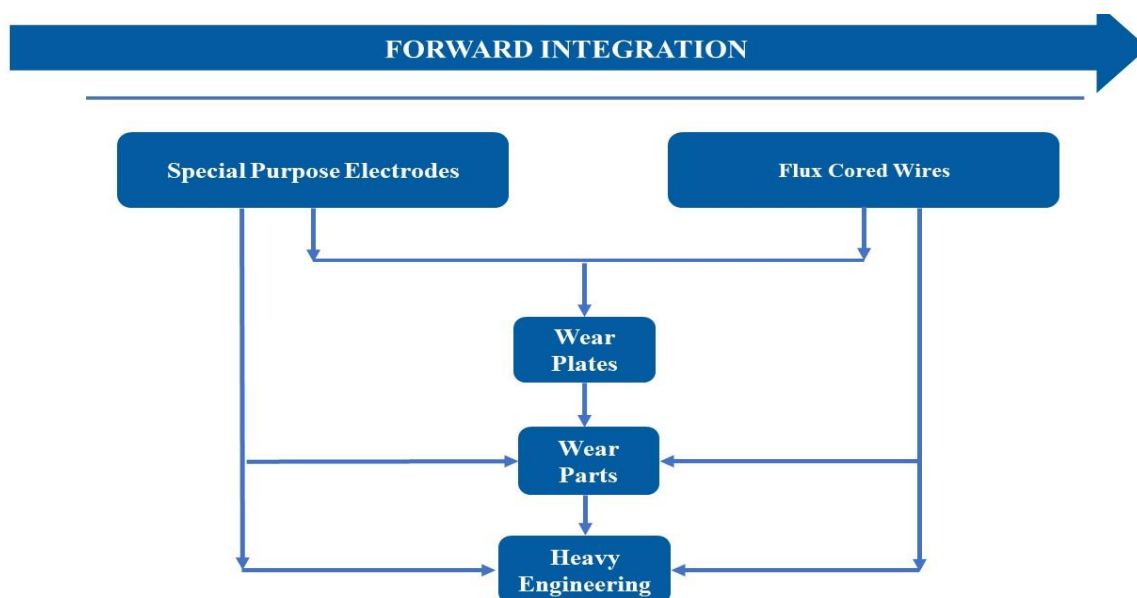 FORWARD INTEGRATION
Special Purpose Electrodes
Flux Cored Wires
Wear
Plates
Wear
Parts
Heavy
Engineering